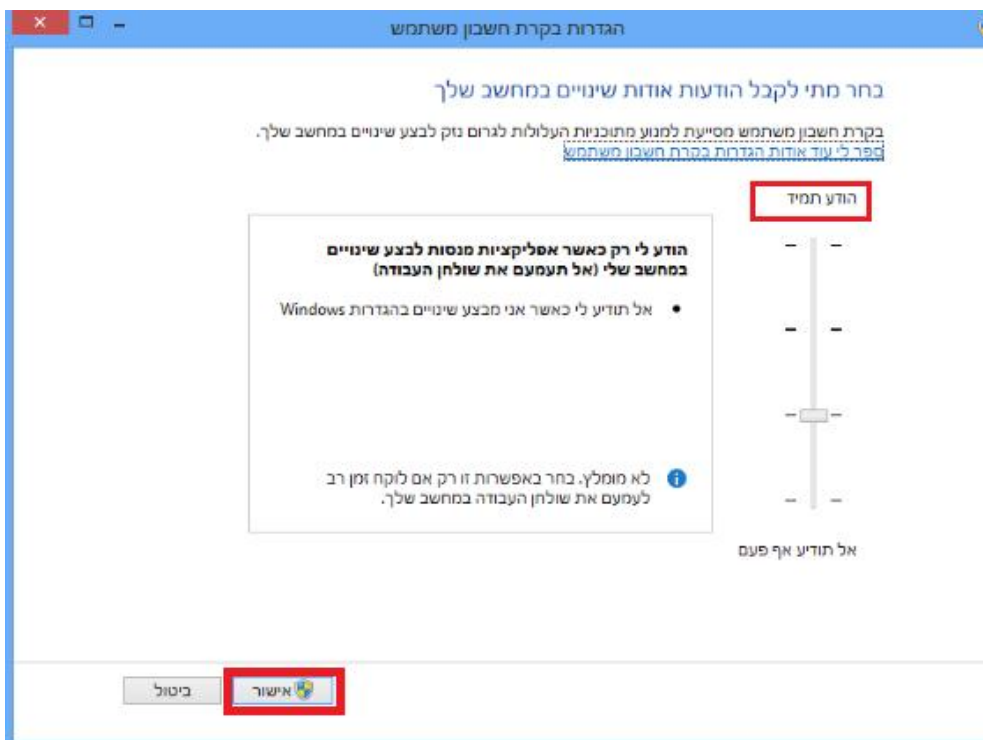 הגדרות בקרת חשבון משתמש
בחר מתי לקבל הודעות אודות שינויים במחשב שלך
בקרת חשבון משתמש מסייעת למנוע מתוכניות העלולות לגרום נזק לבצע שינויים במחשב שלך.
ספר לי עוד אודות הגדרות בקרת חשבון משתמש
הודע תמיד
הודע לי רק כאשר אפליקציות מנסות לבצע שינויים
במחשב שלי (אל תעמעם את שולחן העבודה)
• אל תודיע לי כאשר אני מבצע שינויים בהגדרות Windows
לא מומלץ. בחר באפשרות זו רק אם לוקח זמן רב
לעמעם את שולחן העבודה במחשב שלך.
אל תודיע אף פעם
אישור
ביטול